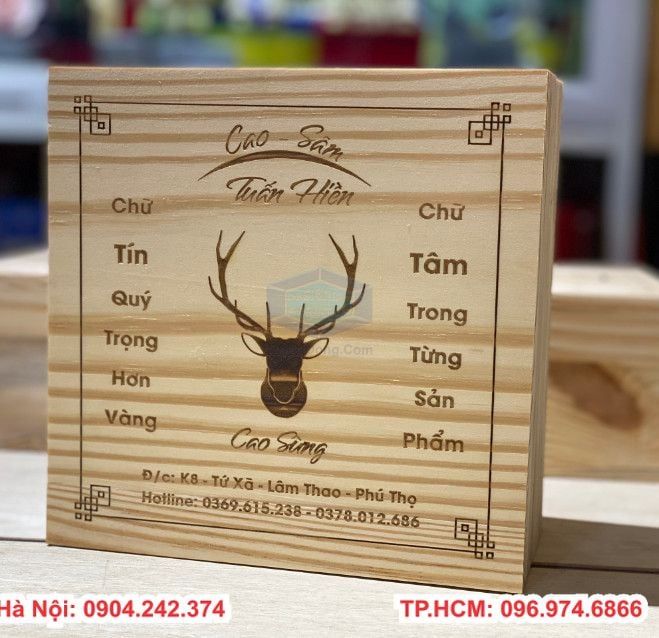 Cao - Sâm
Tuấn Hiền
Chữ
Tín
Quý
Trọng
Hơn
Vàng
Chữ
Tâm
Trong
Từng
Sản
Phẩm
Cao Sừng
Đ/c: K8 - Tứ Xã - Lâm Thao - Phú Thọ
Hotline: 0369.615.238 - 0378.012.686
Hà Nội: 0904.242.374
TP.HCM: 096.974.6866